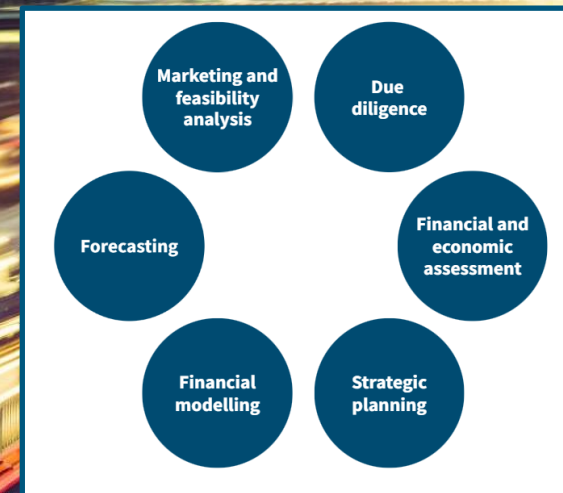 Marketing and
feasibility
analysis
Due
diligence
Forecasting
Financial and
economic
assessment
Financial
modelling
Strategic
planning